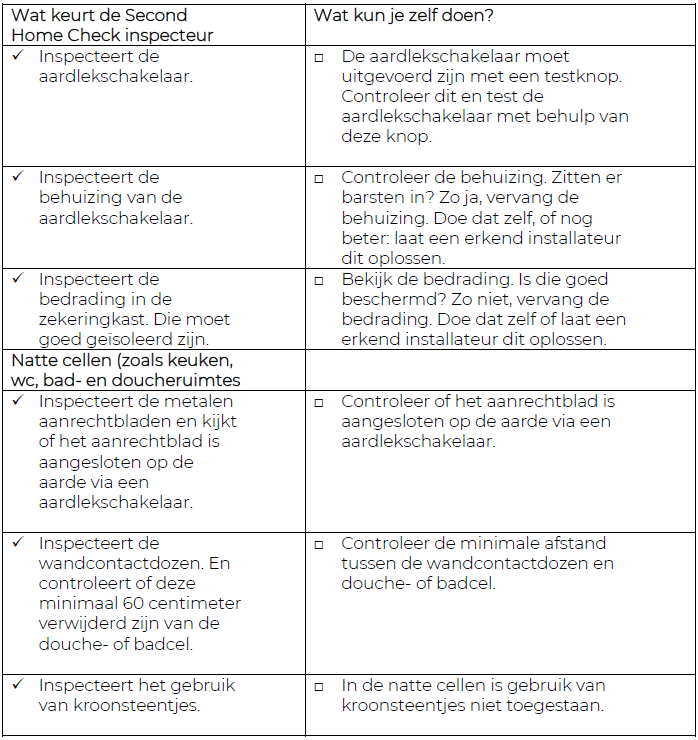 Wat keurt de Second
Home Check inspecteur
Wat kun je zelf doen?
✓ Inspecteert de
aardlekschakelaar.
□ De aardlekschakelaar moet
uitgevoerd zijn met een testknop.
Controleer dit en test de
aardlekschakelaar met behulp van
deze knop.
✓ Inspecteert de
behuizing van de
aardlekschakelaar.
□ Controleer de behuizing. Zitten er
barsten in? Zo ja, vervang de
behuizing. Doe dat zelf, of nog
beter: laat een erkend installateur
dit oplossen.
✓ Inspecteert de
bedrading in de
zekeringkast. Die moet
goed geïsoleerd zijn.
□ Bekijk de bedrading. Is die goed
beschermd? Zo niet, vervang de
bedrading. Doe dat zelf of laat een
erkend installateur dit oplossen.
Natte cellen (zoals keuken,
wc, bad- en doucheruimtes
✓ Inspecteert de metalen
aanrechtbladen en kijkt
of het aanrechtblad is
aangesloten op de
aarde via een
aardlekschakelaar.
□ Controleer of het aanrechtblad is
aangesloten op de aarde via een
aardlekschakelaar.
✓ Inspecteert de
wandcontactdozen. En
controleert of deze
minimaal 60 centimeter
verwijderd zijn van de
douche- of badcel.
□ Controleer de minimale afstand
tussen de wandcontactdozen en
douche- of badcel.
✓ Inspecteert het gebruik
van kroonsteentjes.
□ In de natte cellen is gebruik van
kroonsteentjes niet toegestaan.